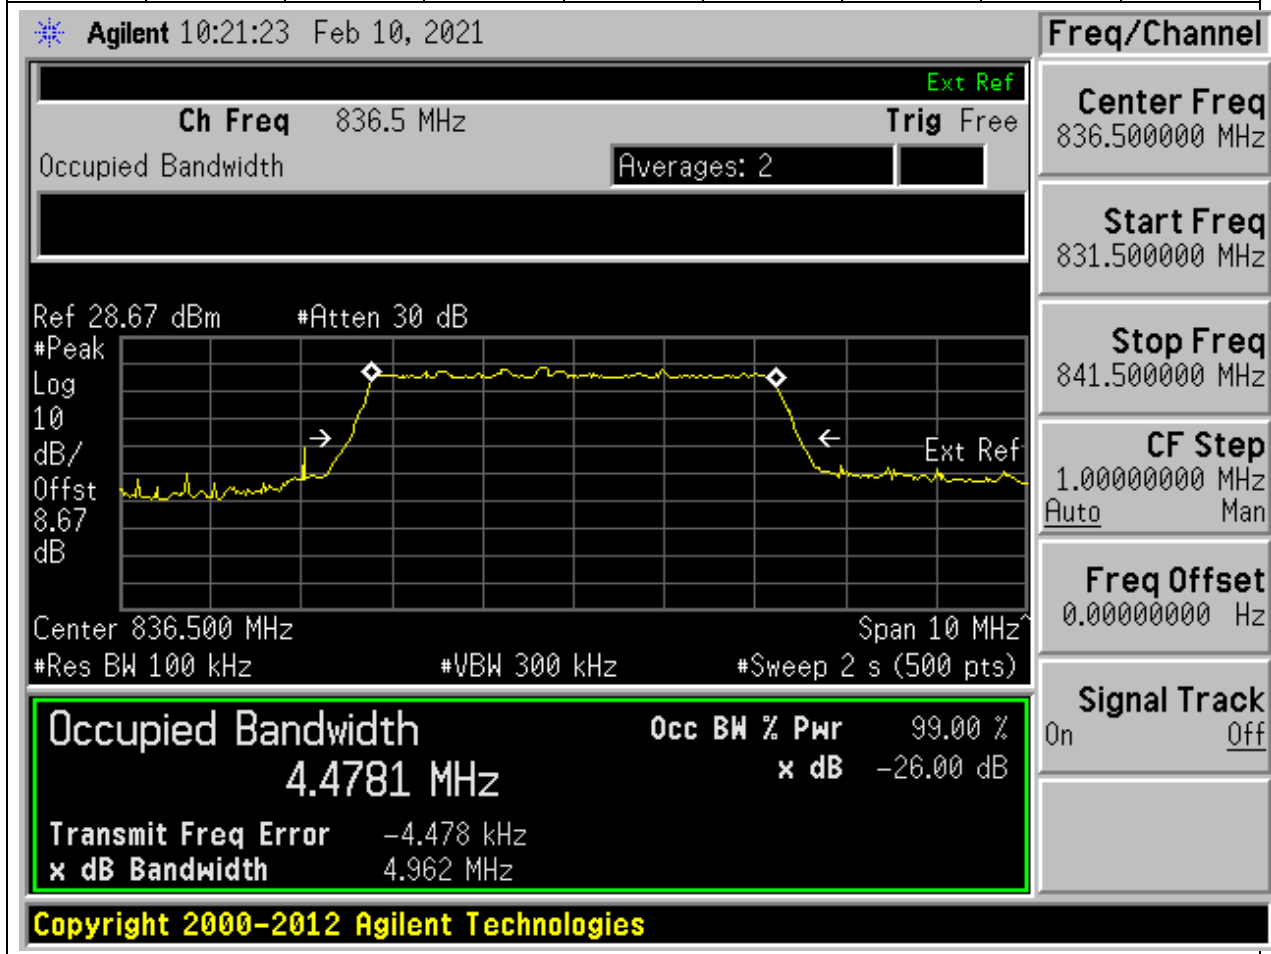 Agilent 10:21:23 Feb 10, 2021
Freq/Channel
Ext Ref
Ch Freq 836.5 MHz Trig Free
Occupied Bandwidth Averages: 2
Ref 28.67 dBm #Atten 30 dB
#Peak
Log
10
dB/
Offst
8.67
dB
Ext Ref
Center 836.500 MHz Span 10 MHz^
#Res BW 100 kHz #VBW 300 kHz #Sweep 2 s (500 pts)
Occupied Bandwidth Occ BW % Pwr 99.00 %
4.4781 MHz x dB -26.00 dB
Transmit Freq Error -4.478 kHz
x dB Bandwidth 4.962 MHz
Copyright 2000-2012 Agilent Technologies
Center Freq
836.500000 MHz
Start Freq
831.500000 MHz
Stop Freq
841.500000 MHz
CF Step
1.00000000 MHz
Auto Man
Freq Offset
0.00000000 Hz
Signal Track
On Off